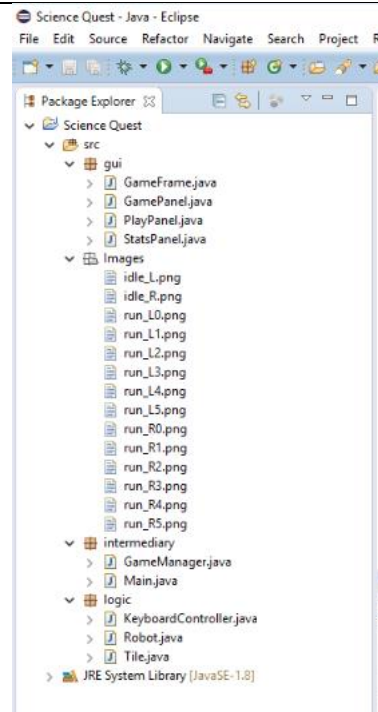 Science Quest - Java - Eclipse
File Edit Source Refactor Navigate Search Project
Package Explorer
Science Quest
src
gui
GameFrame.java
GamePanel.java
PlayPanel.java
StatsPanel.java
Images
idle_L.png
idle_R.png
run_L0.png
run_L1.png
run_L2.png
run_L3.png
run_L4.png
run_L5.png
run_R0.png
run_R1.png
run_R2.png
run_R3.png
run_R4.png
run_R5.png
intermediary
GameManager.java
Main.java
logic
KeyboardController.java
Robot.java
Tile.java
JRE System Library [JavaSE-1.8]